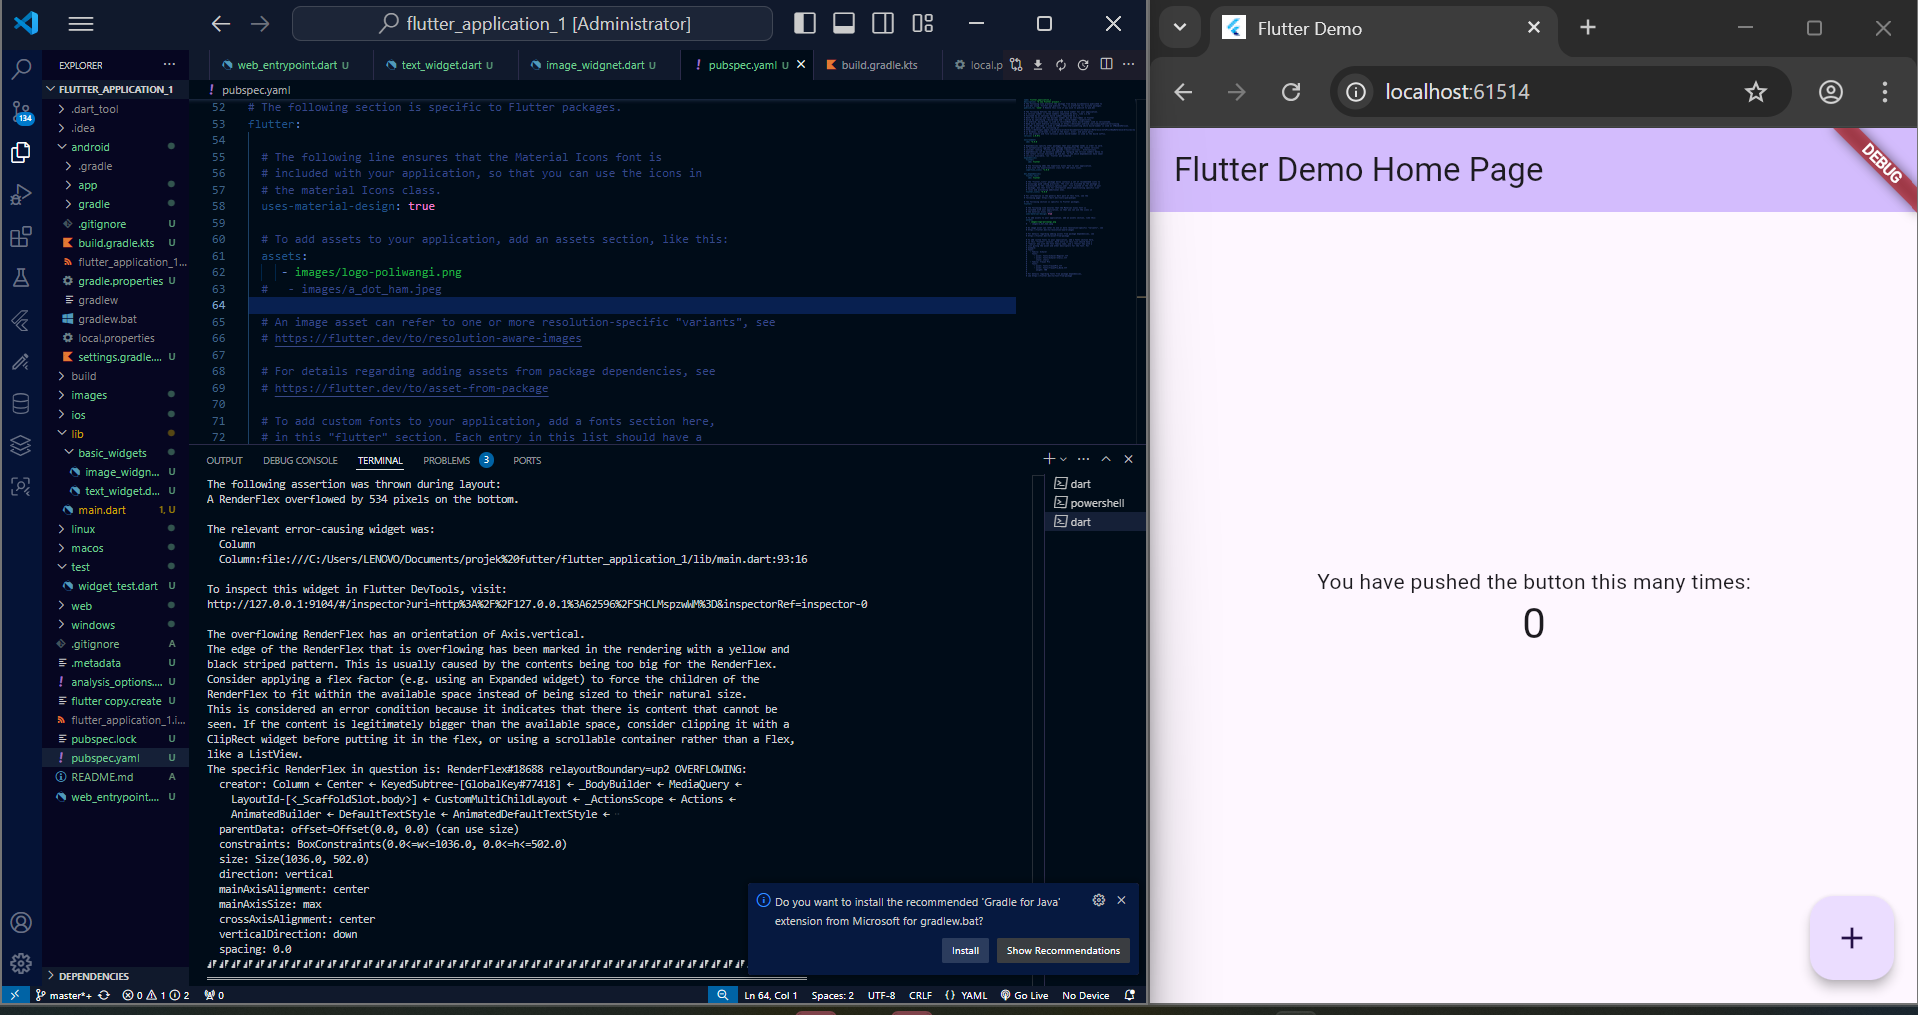 flutter_application_1 [Administrator]
EXPLORER
FLUTTER_APPLICATION_1
.dart_tool
.idea
android
.gradle
app
gradle
.gitignore U
build.gradle.kts U
flutter_application_1...
gradle.properties U
gradlew
gradlew.bat
local.properties
settings.gradle.... U
build
images
ios
lib
basic_widgets
image_widgn... U
text_widget.d... U
main.dart 1, U
linux
macos
test
widget_test.dart U
web
windows
.gitignore A
.metadata U
analysis_options.... U
flutter copy.create U
flutter_application_1.i...
pubspec.lock U
pubspec.yaml U
README.md A
web_entrypoint.... U
DEPENDENCIES
134
web_entrypoint.dart U
text_widget.dart U
image_widgnet.dart U
pubspec.yaml U
build.gradle.kts
local.p
pubspec.yaml
52 # The following section is specific to Flutter packages.
53 flutter:
54
55 # The following line ensures that the Material Icons font is
56 # included with your application, so that you can use the icons in
57 # the material Icons class.
58 uses-material-design: true
59
60 # To add assets to your application, add an assets section, like this:
61 assets:
62 - images/logo-poliwangi.png
63 # - images/a_dot_ham.jpeg
64
65 # An image asset can refer to one or more resolution-specific "variants", see
66 # https://flutter.dev/to/resolution-aware-images
67
68 # For details regarding adding assets from package dependencies, see
69 # https://flutter.dev/to/asset-from-package
70
71 # To add custom fonts to your application, add a fonts section here,
72 # in this "flutter" section. Each entry in this list should have a
OUTPUT DEBUG CONSOLE TERMINAL PROBLEMS 3 PORTS
The following assertion was thrown during layout:
A RenderFlex overflowed by 534 pixels on the bottom.
The relevant error-causing widget was:
Column
Column:file:///C:/Users/LENOVO/Documents/projek%20futter/flutter_application_1/lib/main.dart:93:16
To inspect this widget in Flutter DevTools, visit:
http://127.0.0.1:9104/#/inspector?uri=http%3A%2F%2F127.0.0.1%3A62596%2FSHCLMspzwWM%3D&inspectorRef=inspector-0
The overflowing RenderFlex has an orientation of Axis.vertical.
The edge of the RenderFlex that is overflowing has been marked in the rendering with a yellow and
black striped pattern. This is usually caused by the contents being too big for the RenderFlex.
Consider applying a flex factor (e.g. using an Expanded widget) to force the children of the
RenderFlex to fit within the available space instead of being sized to their natural size.
This is considered an error condition because it indicates that there is content that cannot be
seen. If the content is legitimately bigger than the available space, consider clipping it with a
ClipRect widget before putting it in the flex, or using a scrollable container rather than a Flex,
like a ListView.
The specific RenderFlex in question is: RenderFlex#18688 relayoutBoundary=up2 OVERFLOWING:
creator: Column ← Center ← KeyedSubtree-[GlobalKey#77418] ← _BodyBuilder ← MediaQuery ←
LayoutId-[<_ScaffoldSlot.body>] ← CustomMultiChildLayout ← _ActionsScope ← Actions ←
AnimatedBuilder ← DefaultTextStyle ← AnimatedDefaultTextStyle ← ⋯
parentData: offset=Offset(0.0, 0.0) (can use size)
constraints: BoxConstraints(0.0<=w<=1036.0, 0.0<=h<=502.0)
size: Size(1036.0, 502.0)
direction: vertical
mainAxisAlignment: center
mainAxisSize: max
crossAxisAlignment: center
verticalDirection: down
spacing: 0.0
dart
powershell
dart
Do you want to install the recommended 'Gradle for Java'
extension from Microsoft for gradlew.bat?
Install
Show Recommendations
master*+ 0 1 2 0
Ln 64, Col 1 Spaces: 2 UTF-8 CRLF {} YAML Go Live No Device
Flutter Demo
localhost:61514
Flutter Demo Home Page
DEBUG
You have pushed the button this many times:
0